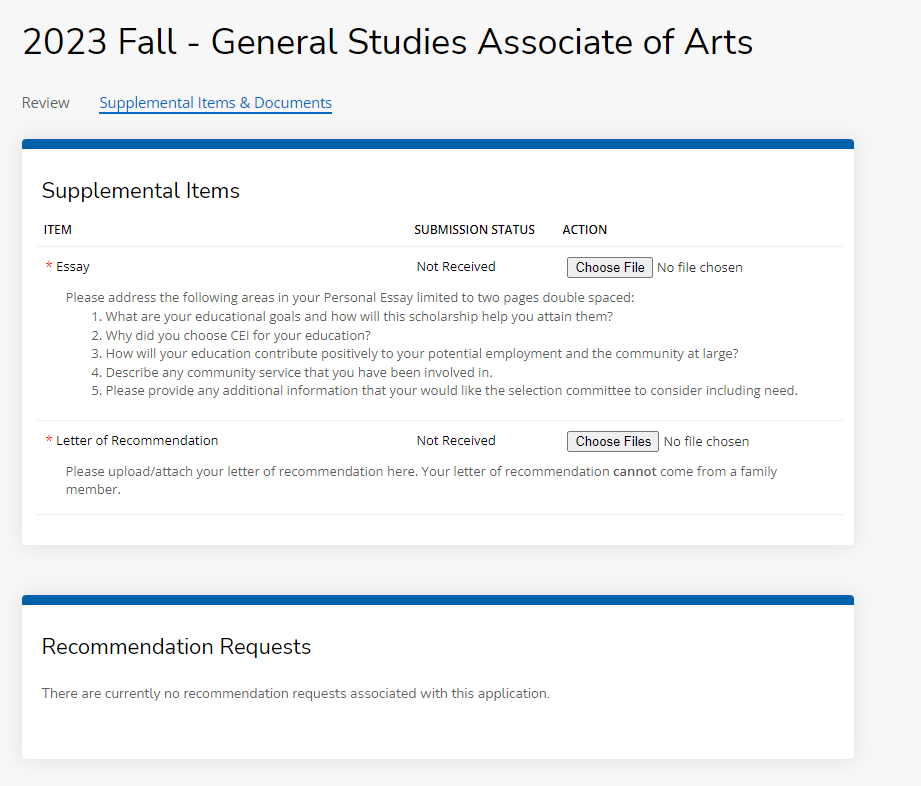 2023 Fall - General Studies Associate of Arts
Review Supplemental Items & Documents
Supplemental Items
ITEM SUBMISSION STATUS ACTION
* Essay Not Received Choose File No file chosen
Please address the following areas in your Personal Essay limited to two pages double spaced:
1. What are your educational goals and how will this scholarship help you attain them?
2. Why did you choose CEI for your education?
3. How will your education contribute positively to your potential employment and the community at large?
4. Describe any community service that you have been involved in.
5. Please provide any additional information that your would like the selection committee to consider including need.
* Letter of Recommendation Not Received Choose Files No file chosen
Please upload/attach your letter of recommendation here. Your letter of recommendation cannot come from a family
member.
Recommendation Requests
There are currently no recommendation requests associated with this application.